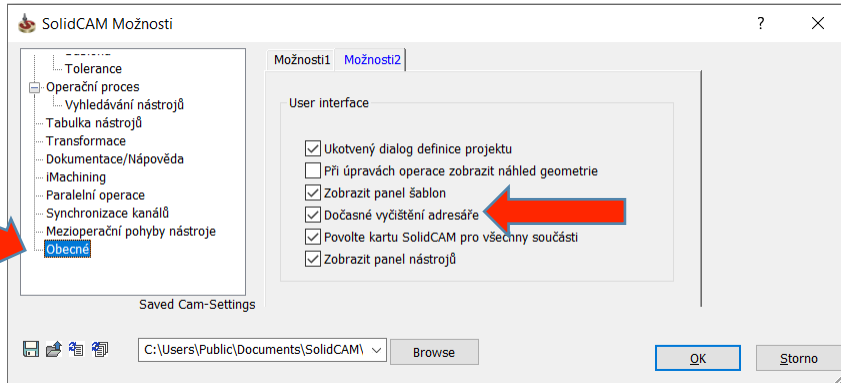 SolidCAM Možnosti
?
Tolerance
Operační proces
Vyhledávání nástrojů
Tabulka nástrojů
Transformace
Dokumentace/Nápověda
iMachining
Paralelní operace
Synchronizace kanálů
Mezioperační pohyby nástroje
Obecné
Možnosti1 Možnosti2
User interface
Ukotvený dialog definice projektu
Při úpravách operace zobrazit náhled geometrie
Zobrazit panel šablon
Dočasné vyčištění adresáře
Povolte kartu SolidCAM pro všechny součásti
Zobrazit panel nástrojů
Saved Cam-Settings
C:\Users\Public\Documents\SolidCAM\
Browse
OK
Storno